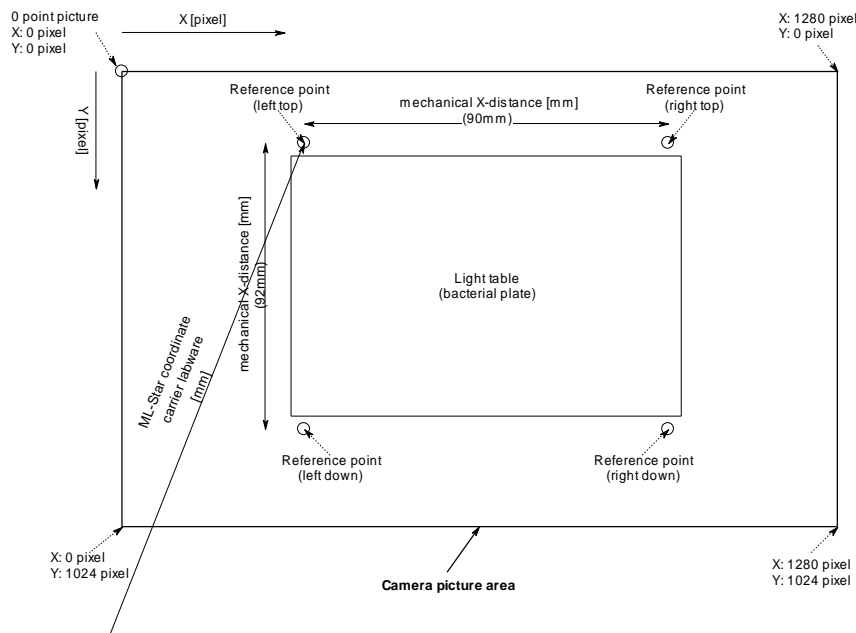 0 point picture
X: 0 pixel
Y: 0 pixel
X [pixel]
X: 1280 pixel
Y: 0 pixel
Y [pixel]
Reference point
(left top)
mechanical X-distance [mm]
(90mm)
Reference point
(right top)
mechanical X-distance [mm]
(92mm)
Light table
(bacterial plate)
ML-Star coordinate
carrier labware
[mm]
Reference point
(left down)
Reference point
(right down)
X: 0 pixel
Y: 1024 pixel
Camera picture area
X: 1280 pixel
Y: 1024 pixel